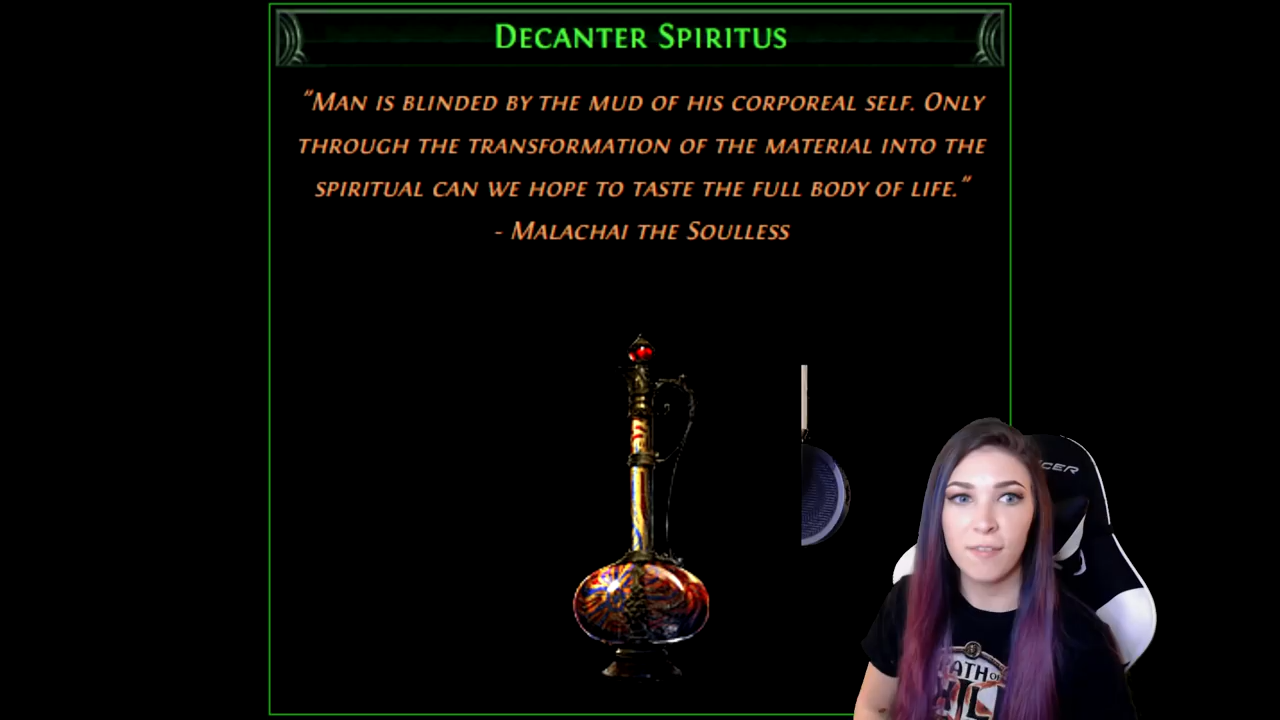 Decanter Spiritus
"Man is blinded by the mud of his corporeal self. Only
through the transformation of the material into the
spiritual can we hope to taste the full body of life."
- Malachai the Soulless